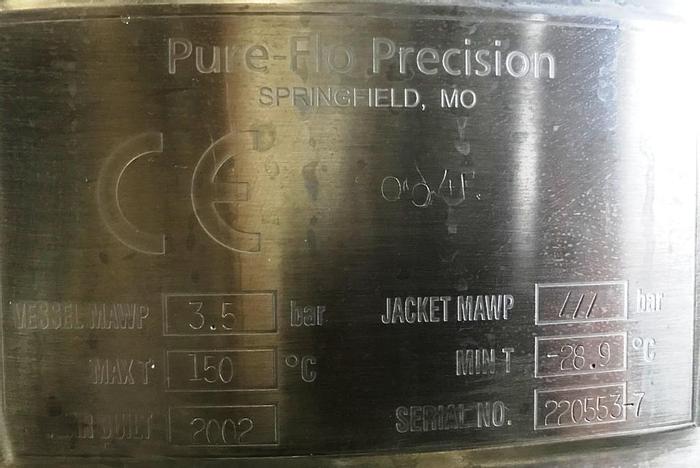 Pure-Flo Precision
SPRINGFIELD, MO
CE
VESSEL MAWP 3.5 bar JACKET MAWP /// bar
MAX T 150 °C MIN T -28.9 °C
YEAR BUILT 2002 SERIAL NO. 220553-7